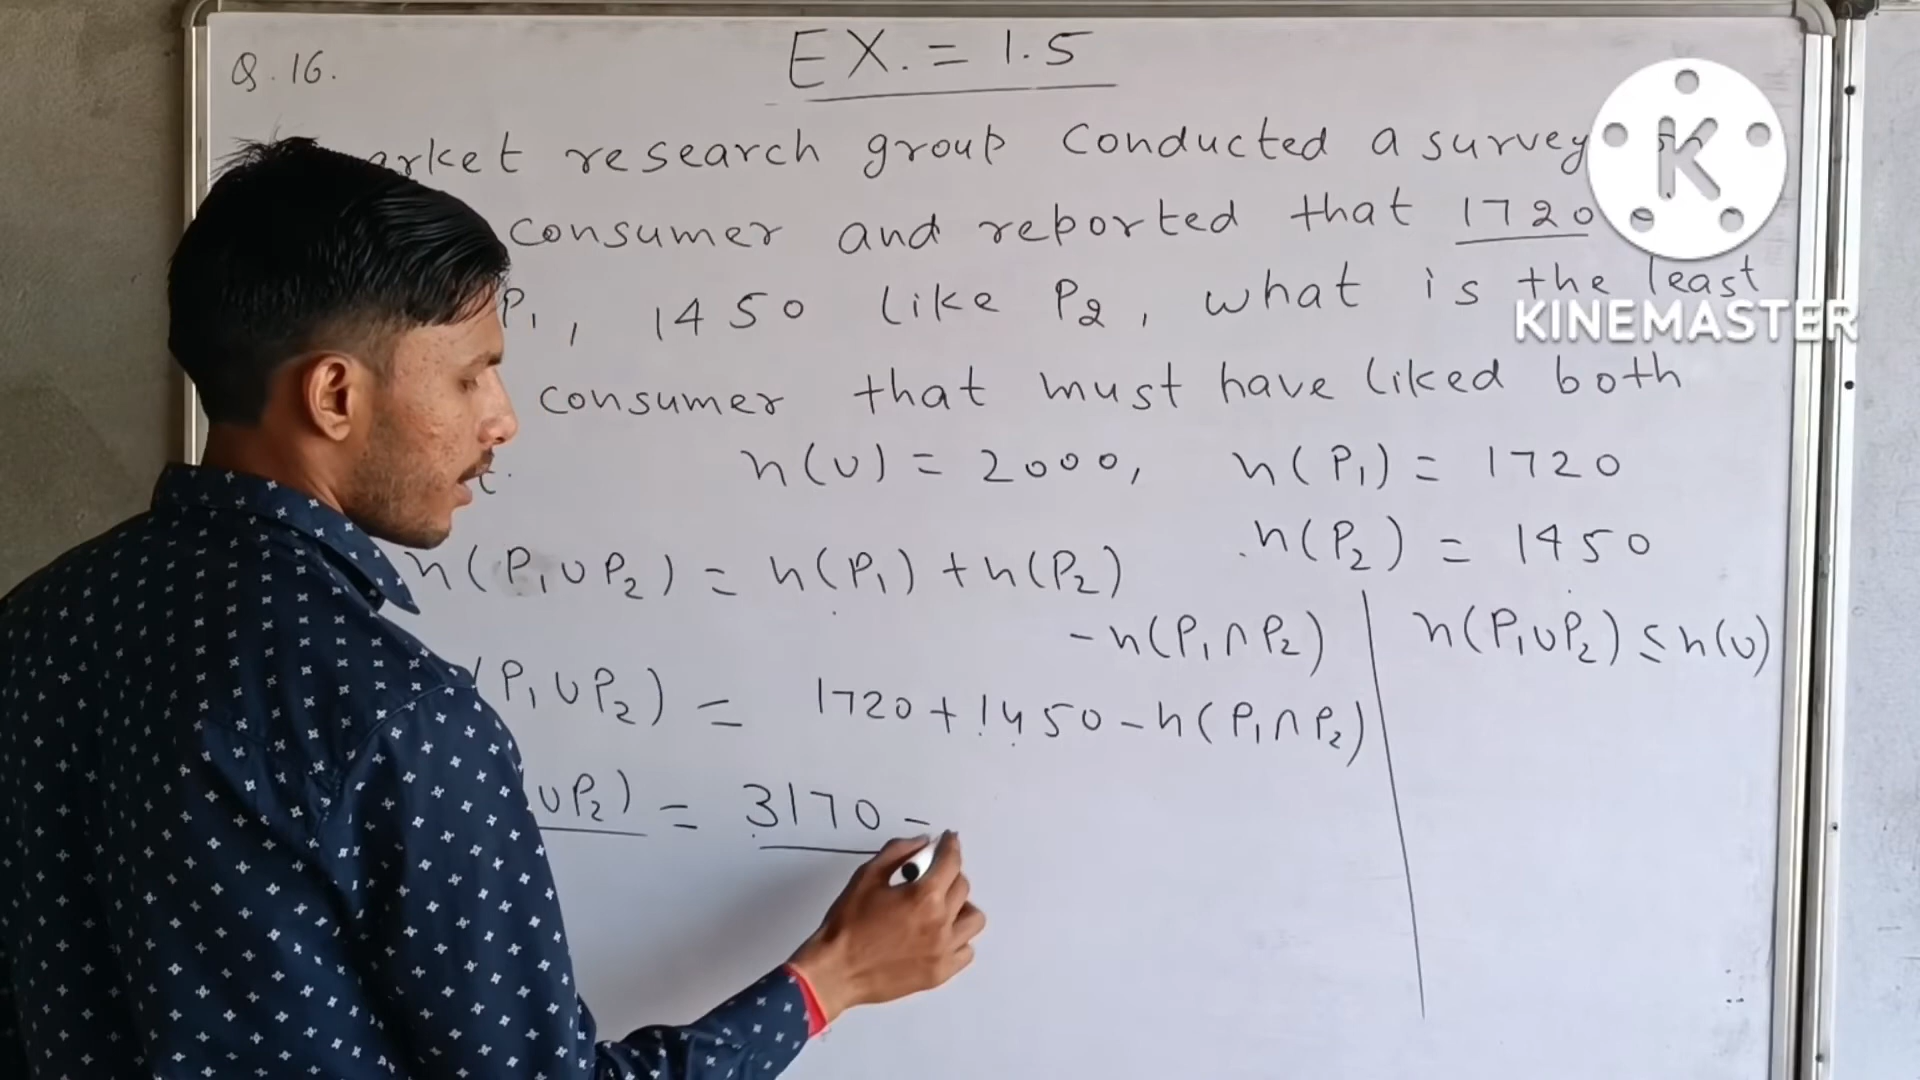 Q.16.
EX. = 1.5
arket research group conducted a survey
consumer and reported that 1720
P₁, 1450 like P₂, what is the least
KINEMASTER
consumer that must have liked both
t. n(U) = 2000, n(P₁) = 1720
n(P₂) = 1450
n(P₁∪P₂) = n(P₁) + n(P₂)
- n(P₁∩P₂)
n(P₁∪P₂) ≤ n(U)
(P₁∪P₂) = 1720 + 1450 - n(P₁∩P₂)
∪P₂) = 3170 -